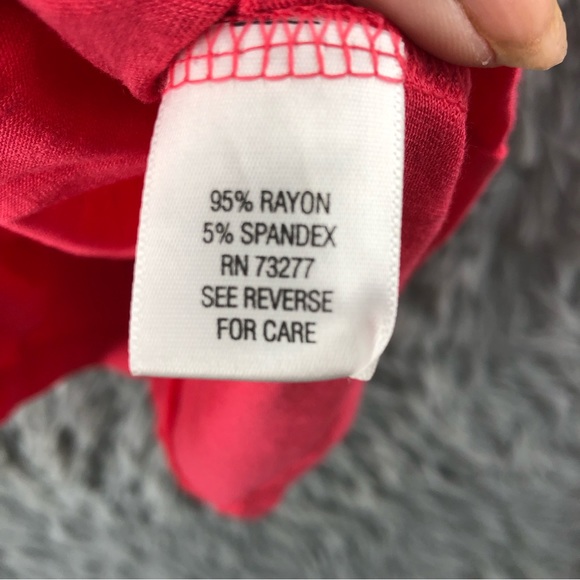 95% RAYON
5% SPANDEX
RN 73277
SEE REVERSE
FOR CARE